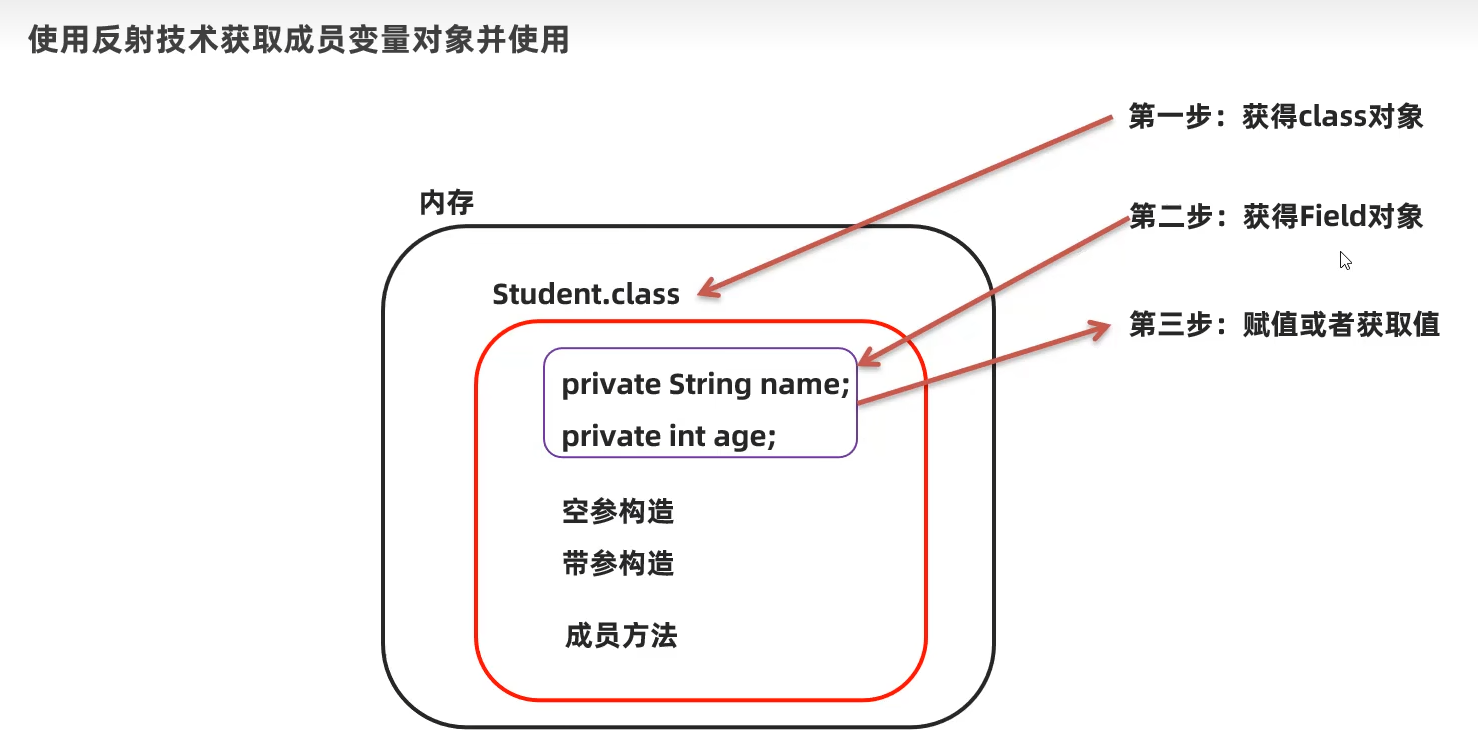 使用反射技术获取成员变量对象并使用
第一步：获得class对象
内存
第二步：获得Field对象
Student.class
第三步：赋值或者获取值
private String name;
private int age;
空参构造
带参构造
成员方法